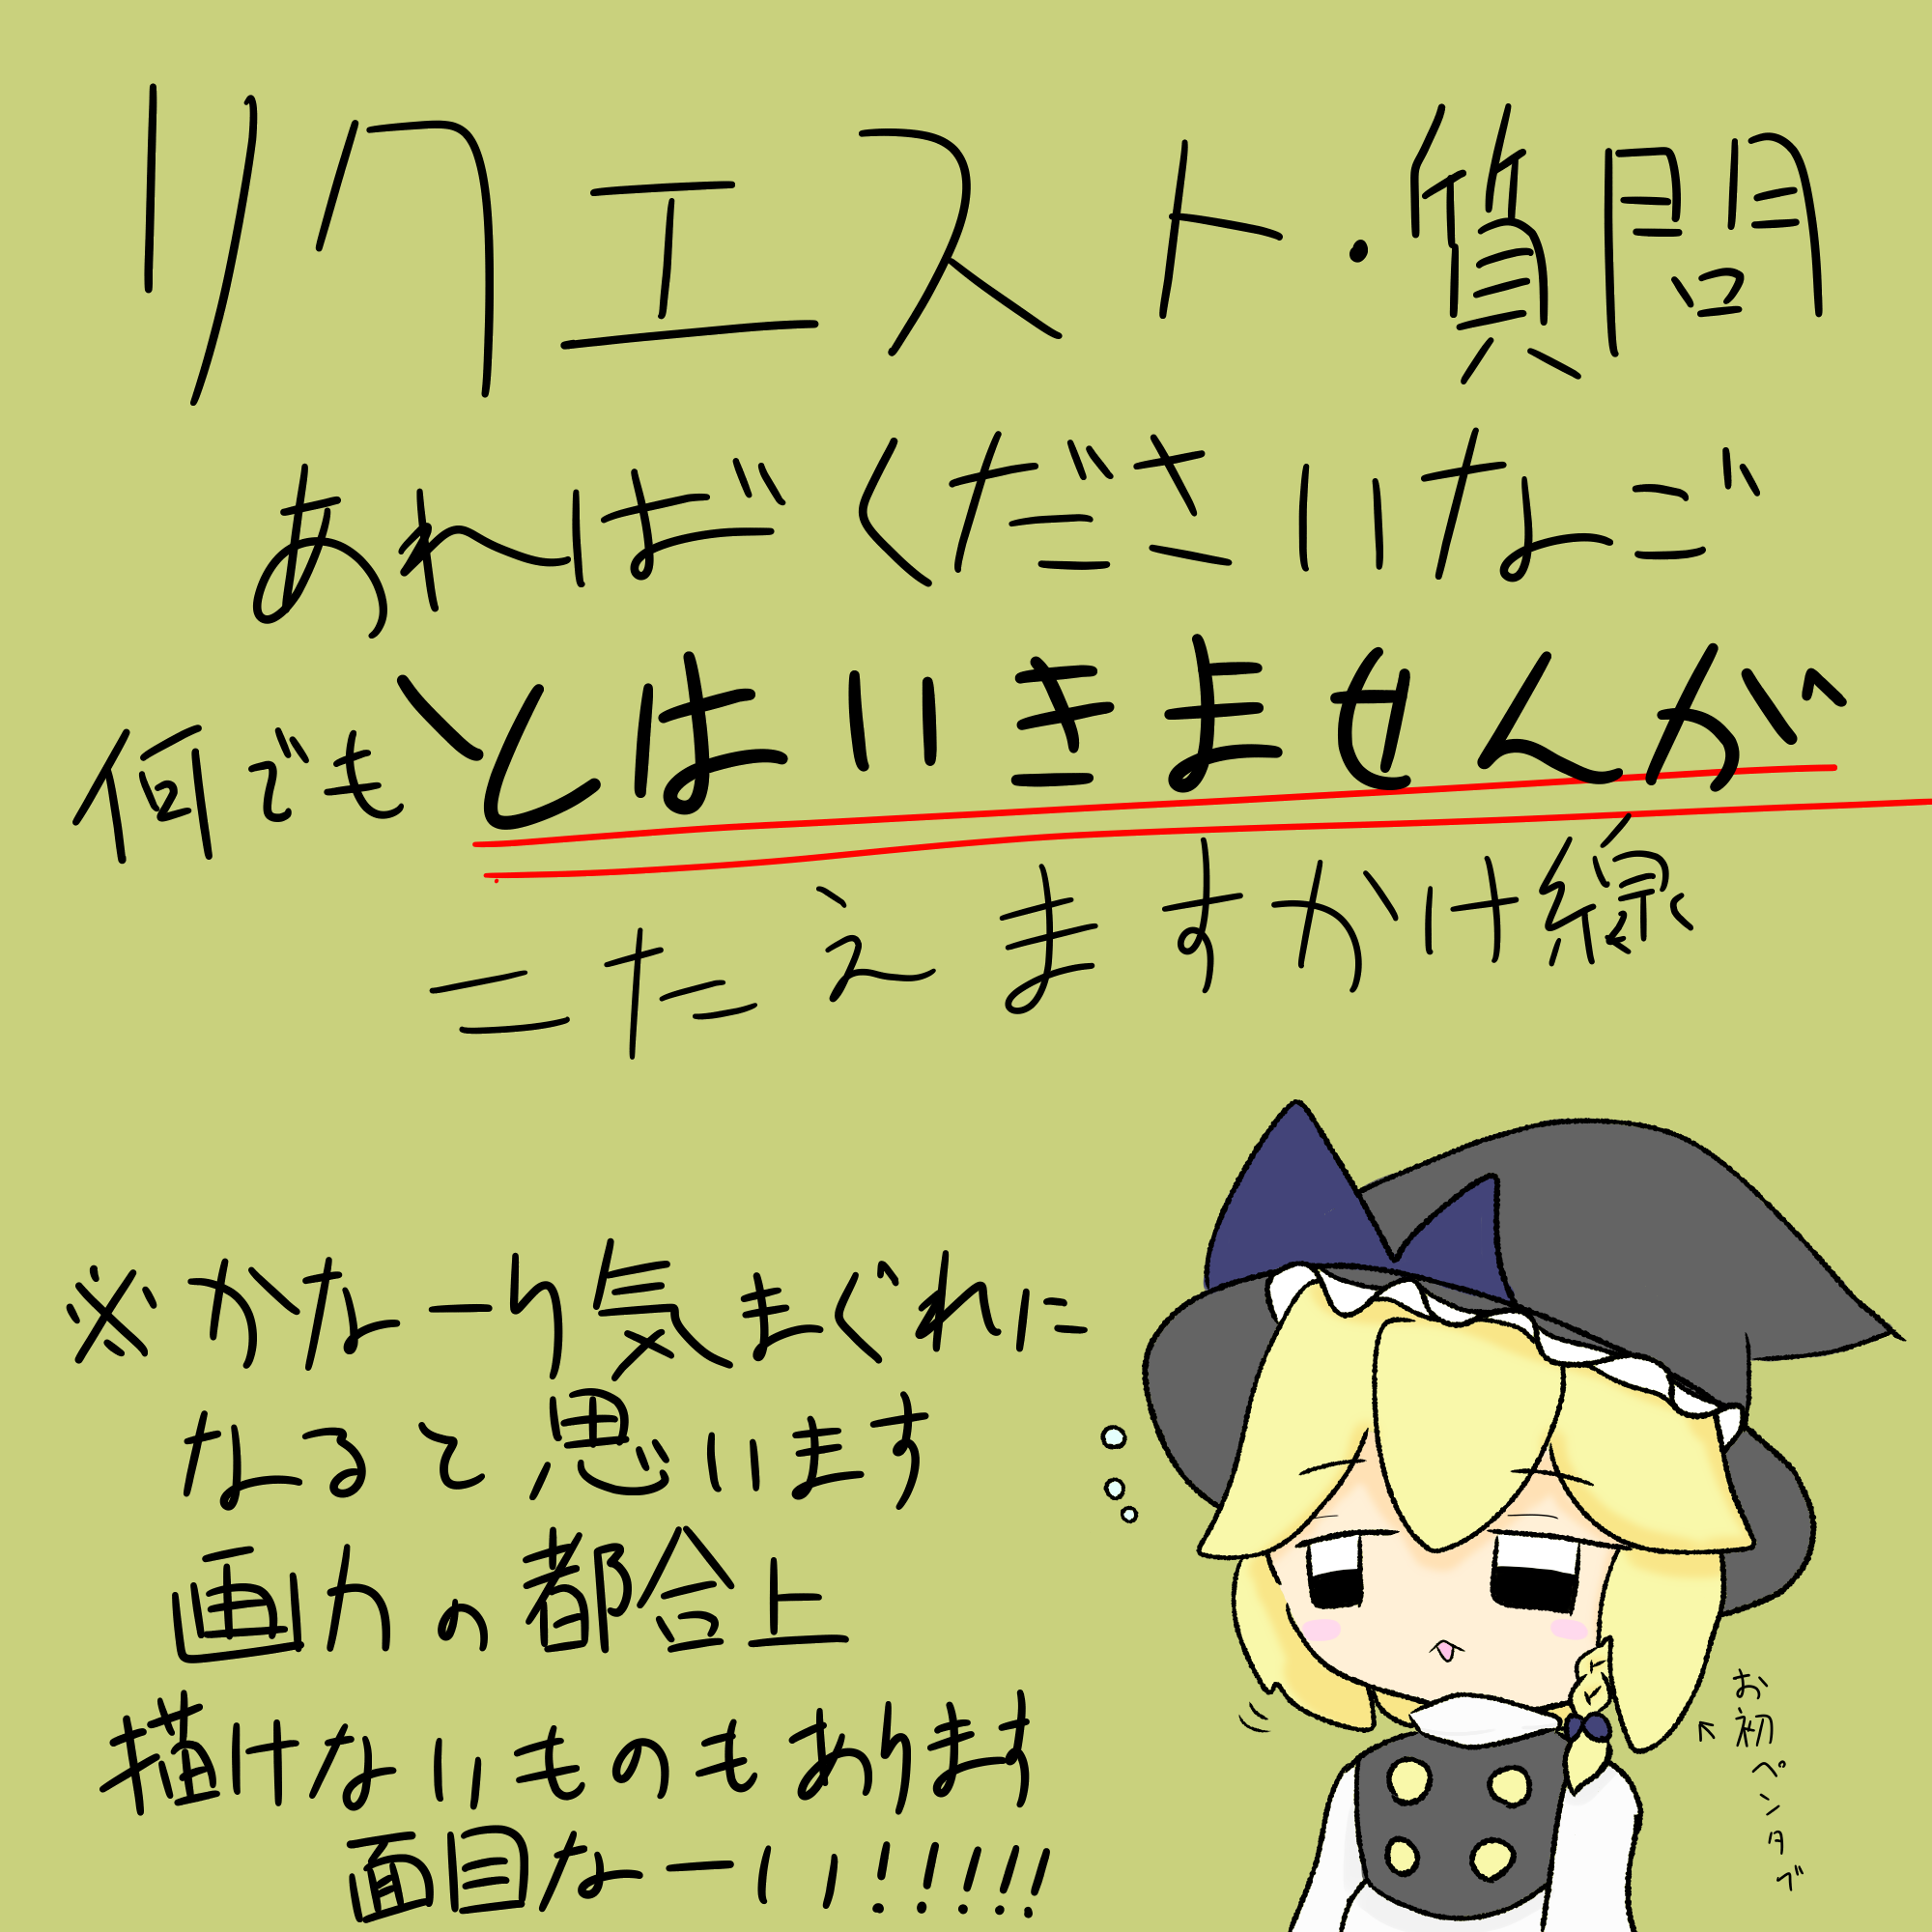 リクエスト・質問
あればくださいなご
何でもとはいきませんが
こたえますかけ線
※かなーり気まぐれに
なると思います
画力の都合上
描けないものもあります
面目なーい!!!!!
お初ペンタブ